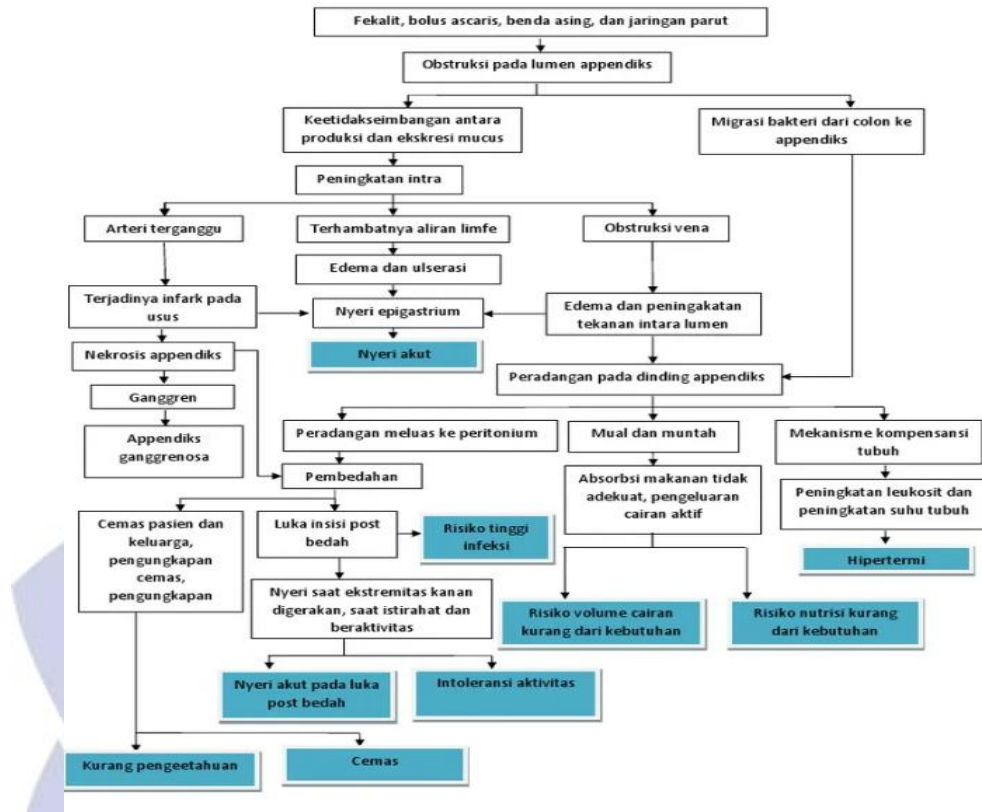 Fekalit, bolus ascaris, benda asing, dan jaringan parut
Obstruksi pada lumen appendiks
Keetidakseimbangan antara
produksi dan ekskresi mucus
Migrasi bakteri dari colon ke
appendiks
Peningkatan intra
Arteri terganggu
Terhambatnya aliran limfe
Obstruksi vena
Edema dan ulserasi
Terjadinya infark pada
usus
Nyeri epigastrium
Edema dan peningakatan
tekanan intara lumen
Nyeri akut
Nekrosis appendiks
Peradangan pada dinding appendiks
Ganggren
Appendiks
ganggrenosa
Peradangan meluas ke peritonium
Mual dan muntah
Mekanisme kompensansi
tubuh
Pembedahan
Absorbsi makanan tidak
adekuat, pengeluaran
cairan aktif
Peningkatan leukosit dan
peningkatan suhu tubuh
Cemas pasien dan
keluarga,
pengungkapan
cemas,
pengungkapan
Luka insisi post
bedah
Risiko tinggi
infeksi
Hipertermi
Nyeri saat ekstremitas kanan
digerakan, saat istirahat dan
beraktivitas
Risiko volume cairan
kurang dari kebutuhan
Risiko nutrisi kurang
dari kebutuhan
Nyeri akut pada luka
post bedah
Intoleransi aktivitas
Kurang pengeetahuan
Cemas